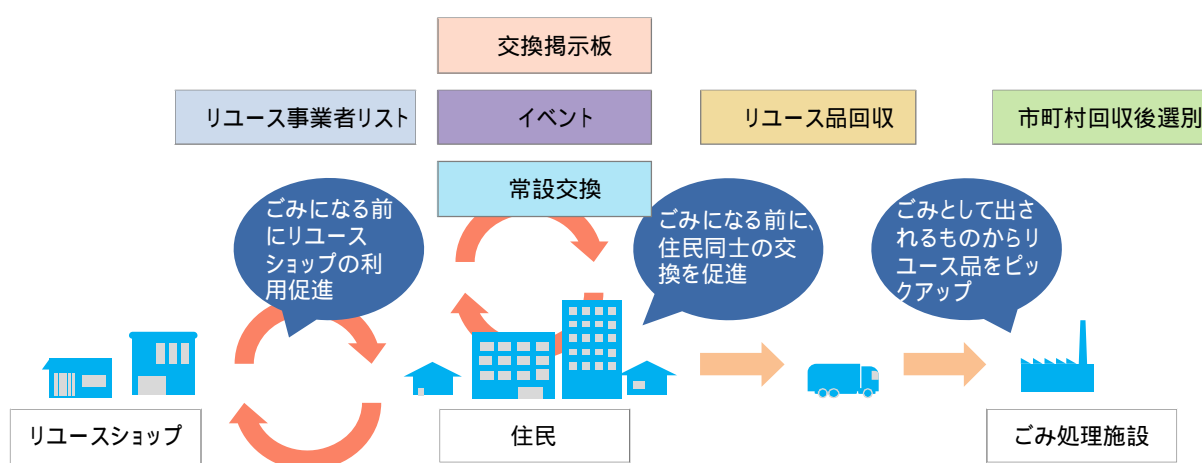 交換掲示板
リユース事業者リスト
イベント
リユース品回収
市町村回収後選別
常設交換
ごみになる前
にリユース
ショップの利
用促進
ごみになる前に、
住民同士の交
換を促進
ごみとして出さ
れるものからリ
ユース品をピッ
クアップ
リユースショップ
住民
ごみ処理施設